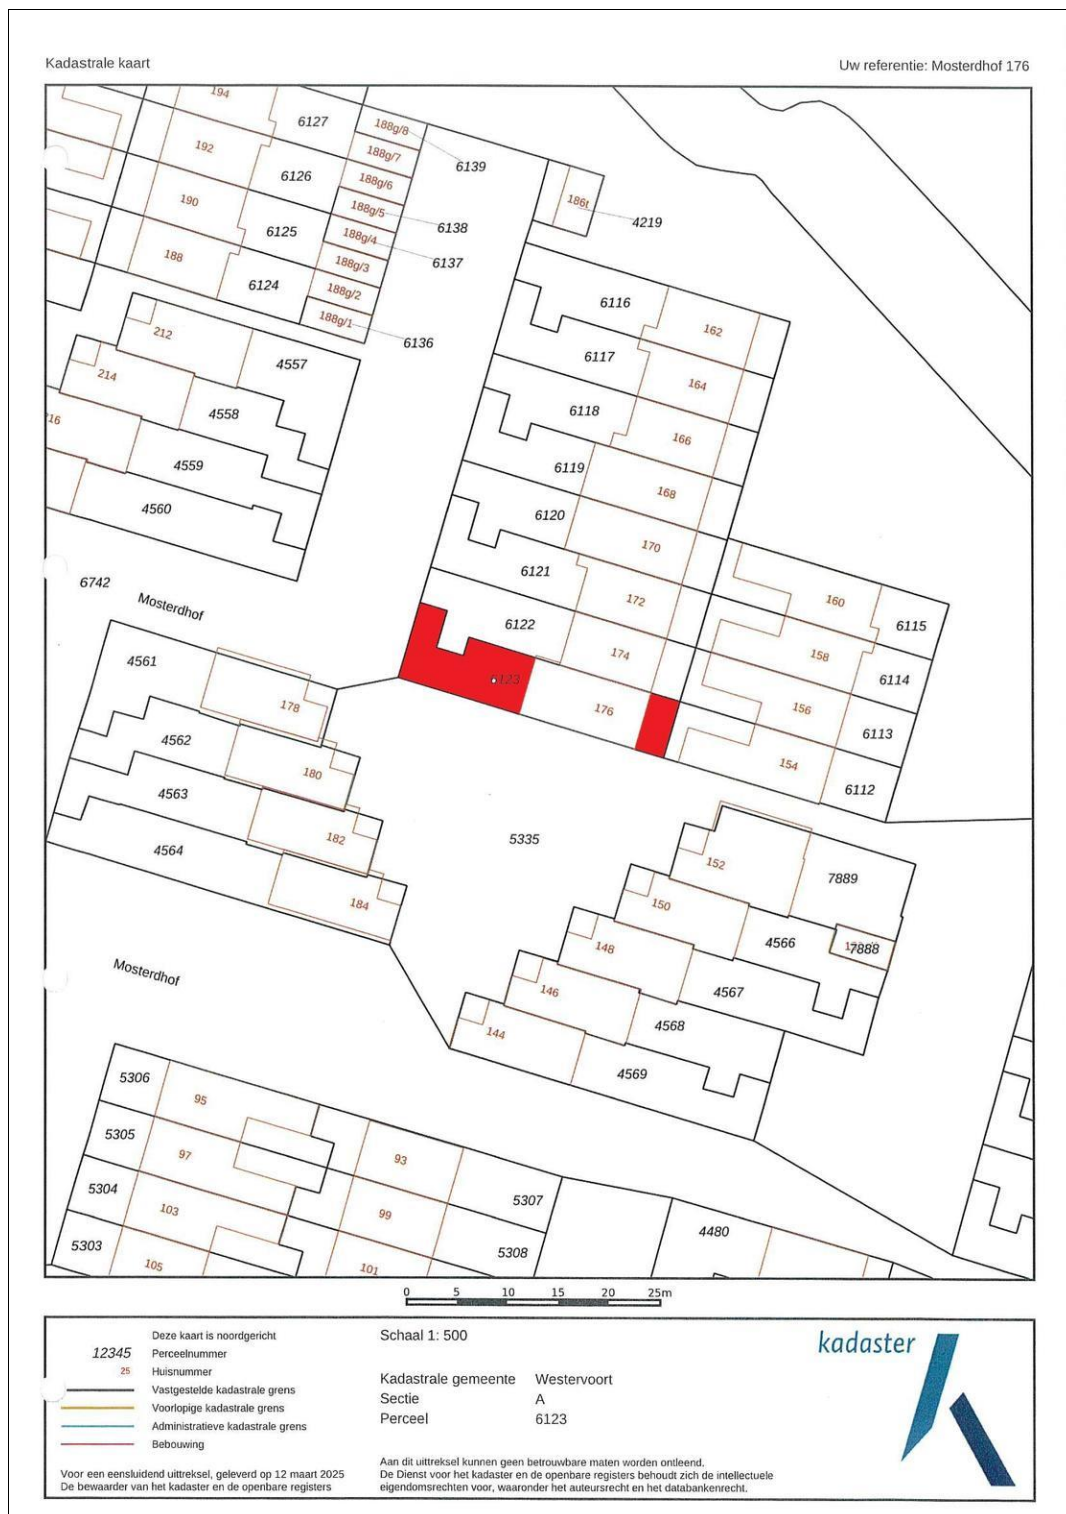 Kadastrale kaart
Uw referentie: Mosterdhof 176
194
6127
188g/8
192
188g/7
6139
6126
188g/6
190
188g/5
186t
4219
6125
188g/4
6138
188
188g/3
6137
6124
188g/2
188g/1
6136
6116
162
212
4557
6117
164
214
4558
6118
166
216
4559
6119
168
4560
6120
170
6121
172
6742
Mosterdhof
6122
174
160
6115
158
6114
4561
6123
176
156
6113
178
4562
154
6112
180
4563
5335
182
4564
152
7889
184
150
4566
7888
148
Mosterdhof
146
4567
144
4568
4569
5306
95
5305
97
93
5304
103
99
5307
5303
105
101
5308
4480
0 5 10 15 20 25m
Deze kaart is noordgericht
12345 Perceelnummer
25 Huisnummer
Vastgestelde kadastrale grens
Voorlopige kadastrale grens
Administratieve kadastrale grens
Bebouwing
Voor een eensluidend uittreksel, geleverd op 12 maart 2025
De bewaarder van het kadaster en de openbare registers
Schaal 1: 500
Kadastrale gemeente Westervoort
Sectie A
Perceel 6123
Aan dit uittreksel kunnen geen betrouwbare maten worden ontleend.
De Dienst voor het kadaster en de openbare registers behoudt zich de intellectuele
eigendomsrechten voor, waaronder het auteursrecht en het databankenrecht.
kadaster